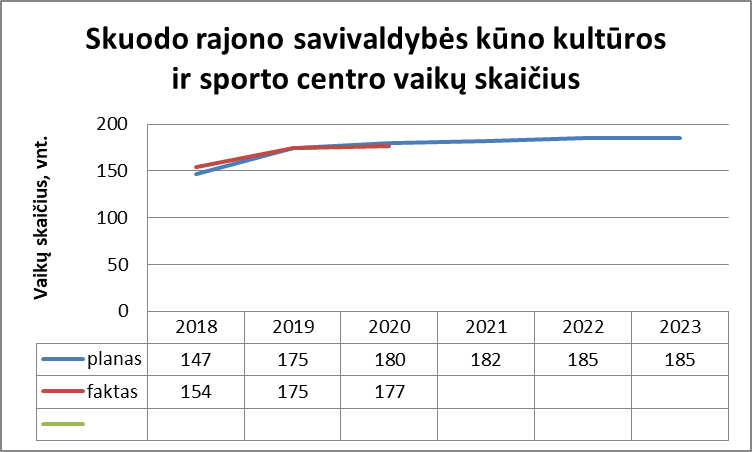 Skuodo rajono savivaldybės kūno kultūros
ir sporto centro vaikų skaičius
Vaikų skaičius, vnt.
200
150
100
50
0
2018 2019 2020 2021 2022 2023
planas 147 175 180 182 185 185
faktas 154 175 177